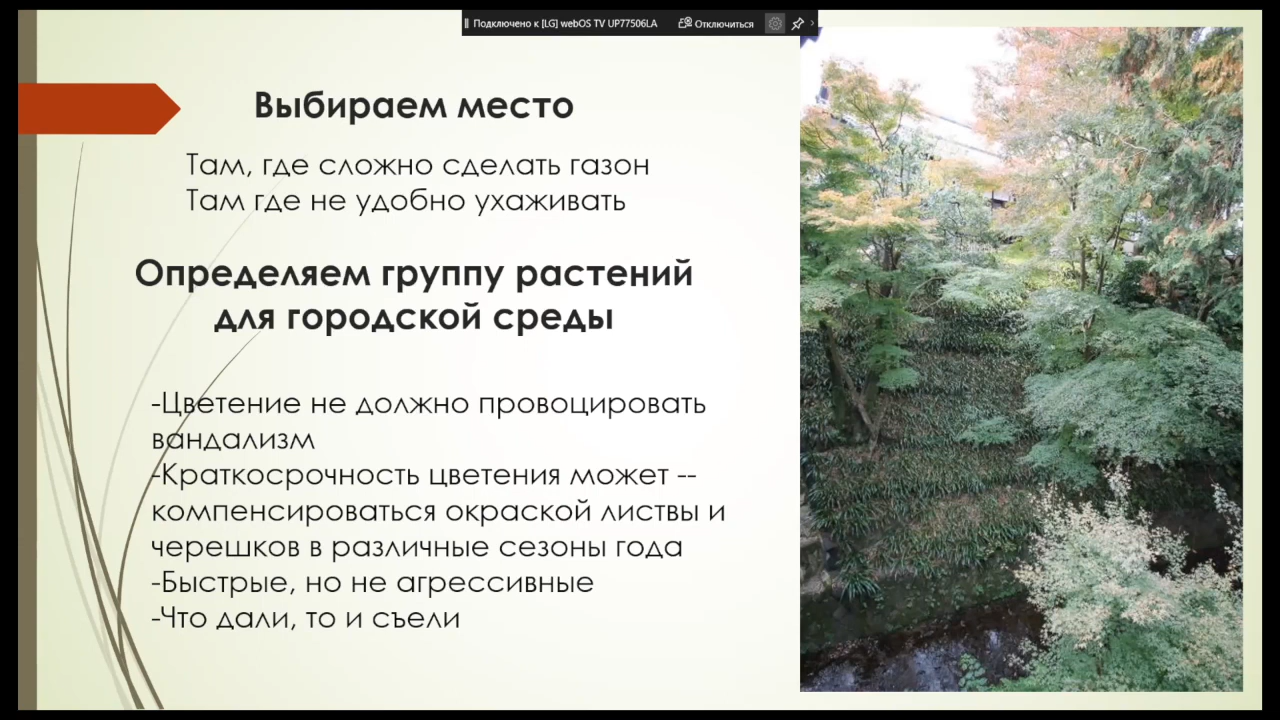 Подключено к [LG] webOS TV UP77506LA Отключиться
Выбираем место
Там, где сложно сделать газон
Там где не удобно ухаживать
Определяем группу растений
для городской среды
-Цветение не должно провоцировать
вандализм
-Краткосрочность цветения может --
компенсироваться окраской листвы и
черешков в различные сезоны года
-Быстрые, но не агрессивные
-Что дали, то и съели